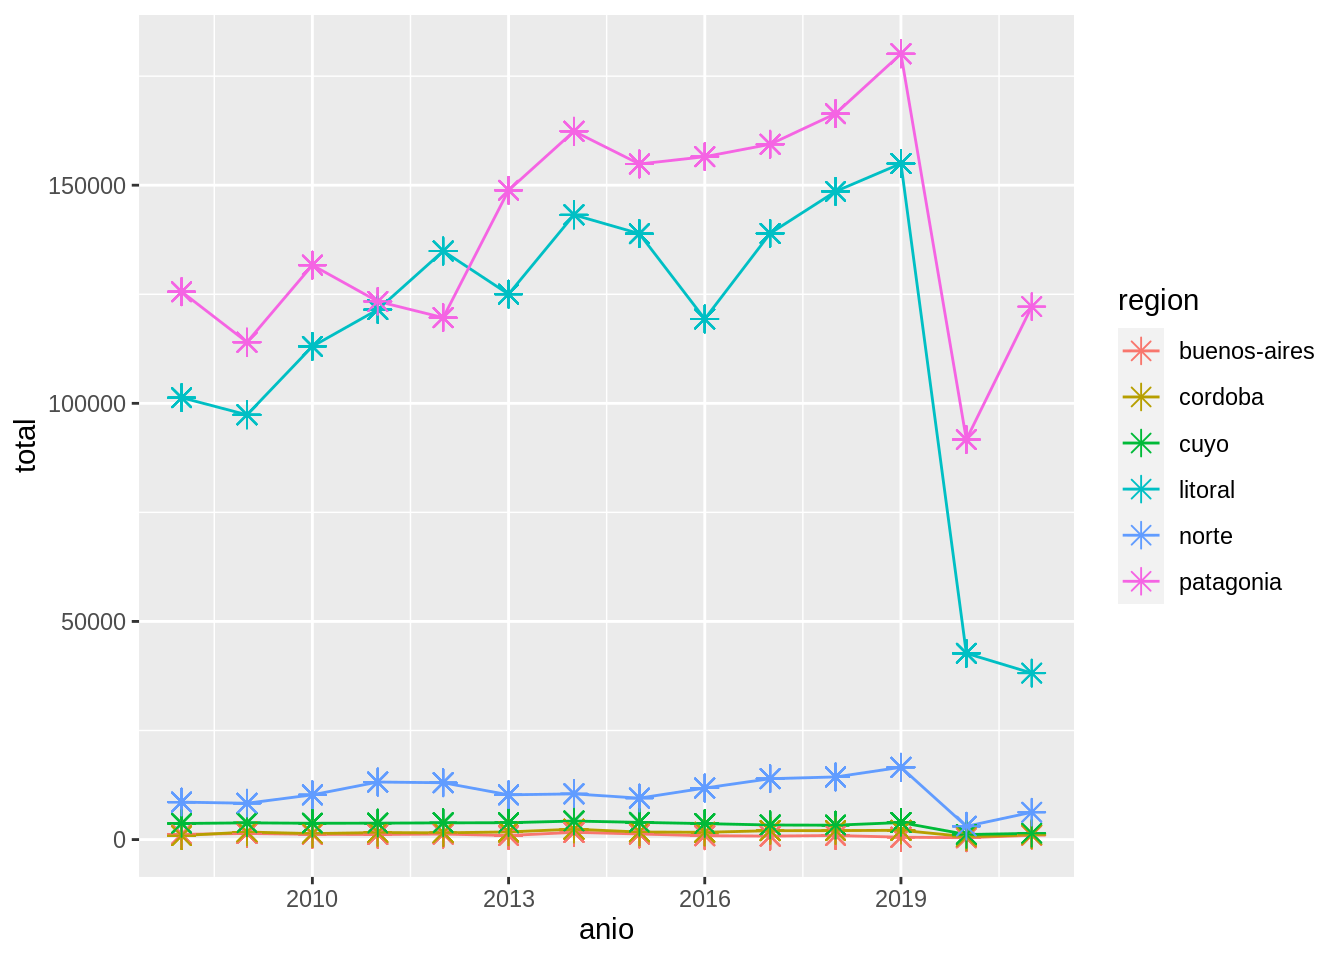 150000
100000
50000
0
total
2010 2013 2016 2019
anio
region
buenos-aires
cordoba
cuyo
litoral
norte
patagonia